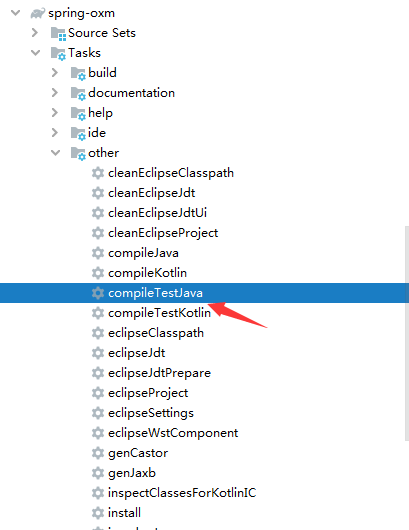 spring-oxm
Source Sets
Tasks
build
documentation
help
ide
other
cleanEclipseClasspath
cleanEclipseJdt
cleanEclipseJdtUi
cleanEclipseProject
compileJava
compileKotlin
compileTestJava
compileTestKotlin
eclipseClasspath
eclipseJdt
eclipseJdtPrepare
eclipseProject
eclipseSettings
eclipseWstComponent
genCastor
genJaxb
inspectClassesForKotlinIC
install